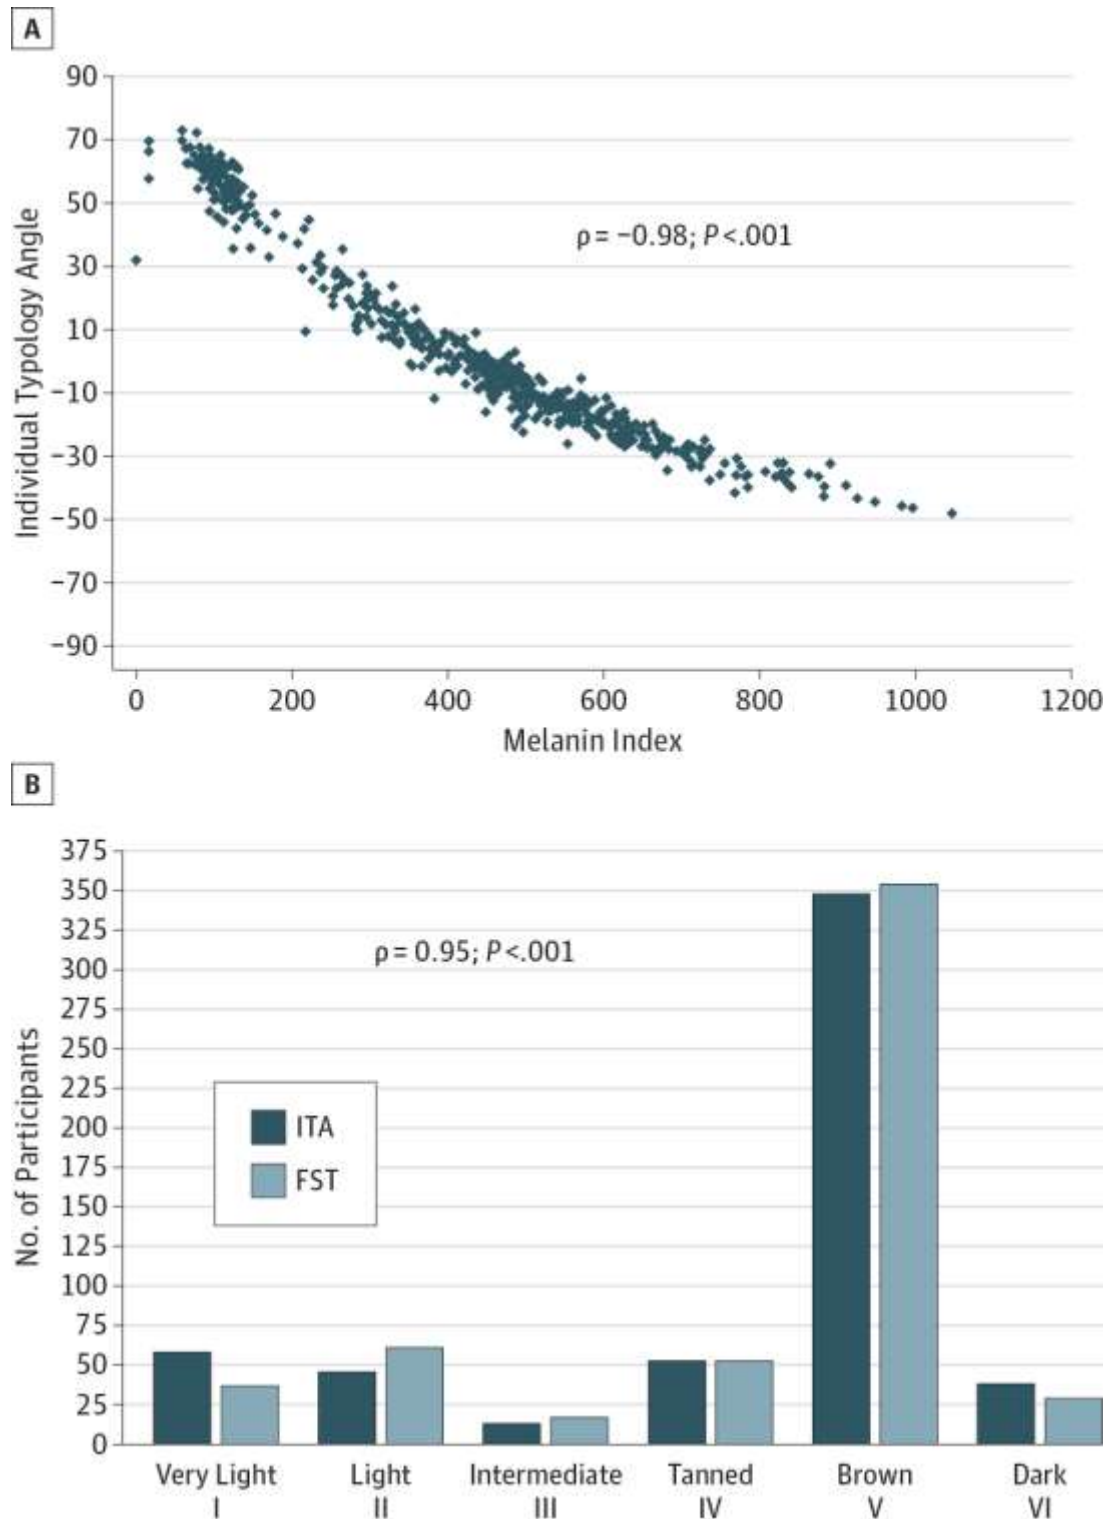 A
90
70
50
30
10
−10
−30
−50
−70
−90
Individual Typology Angle
ρ = −0.98; P <.001
0 200 400 600 800 1000 1200
Melanin Index
B
375
350
325
300
275
250
225
200
175
150
125
100
75
50
25
0
No. of Participants
ρ = 0.95; P <.001
ITA
FST
Very Light Light Intermediate Tanned Brown Dark
I II III IV V VI